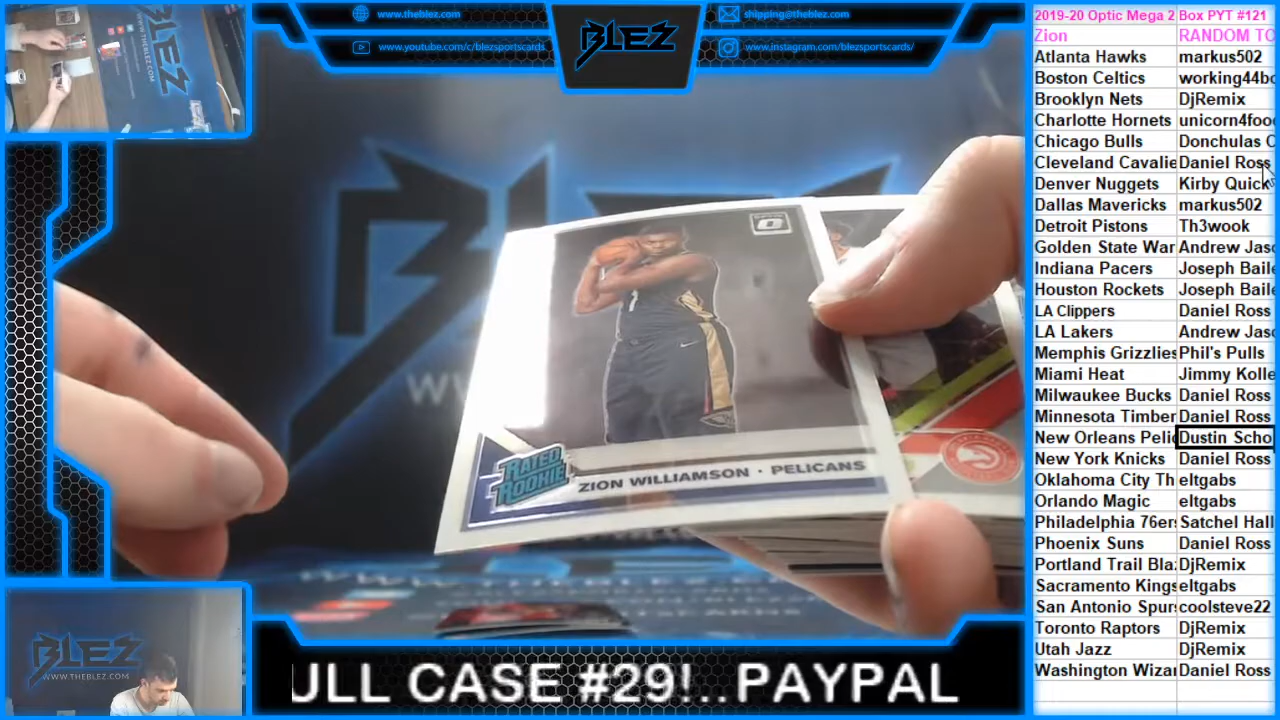 www.theblez.com
shipping@theblez.com
www.youtube.com/c/blezsportscards
www.instagram.com/blezsportscards/
BLEZ
2019-20 Optic Mega 2 Box PYT #121
Zion RANDOM TO
Atlanta Hawks markus502
Boston Celtics working44bo
Brooklyn Nets DjRemix
Charlotte Hornets unicorn4foo
Chicago Bulls Donchulas C
Cleveland Cavalie Daniel Ross
Denver Nuggets Kirby Quick
Dallas Mavericks markus502
Detroit Pistons Th3wook
Golden State War Andrew Jasc
Indiana Pacers Joseph Baile
Houston Rockets Joseph Baile
LA Clippers Daniel Ross
LA Lakers Andrew Jasc
Memphis Grizzlies Phil's Pulls
Miami Heat Jimmy Kolle
Milwaukee Bucks Daniel Ross
Minnesota Timber Daniel Ross
New Orleans Peli Dustin Scho
New York Knicks Daniel Ross
Oklahoma City Th eltgabs
Orlando Magic eltgabs
Philadelphia 76er Satchel Hall
Phoenix Suns Daniel Ross
Portland Trail Bla DjRemix
Sacramento Kings eltgabs
San Antonio Spur coolsteve22
Toronto Raptors DjRemix
Utah Jazz DjRemix
Washington Wizar Daniel Ross
RATED ROOKIE
ZION WILLIAMSON · PELICANS
BLEZ
WWW.THEBLEZ.COM
ULL CASE #29!..PAYPAL